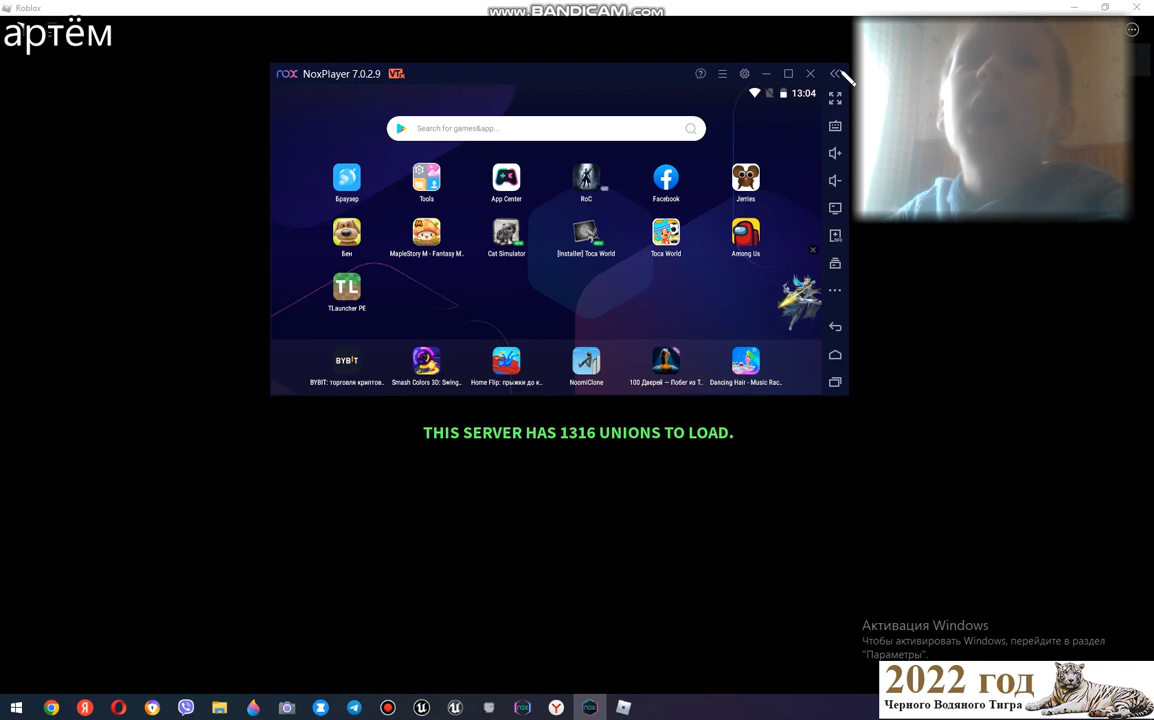 Roblox
www.BANDICAM.com
артём
nox NoxPlayer 7.0.2.9 VT
13:04
Search for games&app...
Браузер
Tools
App Center
RoC
Facebook
Jerries
Бен
MapleStory M - Fantasy M..
Cat Simulator
[Installer] Toca World
Toca World
Among Us
TL
TLauncher PE
BYBIT
BYBIT: торговля криптов..
Smash Colors 3D: Swing..
Home Flip: прыжки до к...
NoomiClone
100 Дверей — Побег из Т..
Dancing Hair - Music Rac..
THIS SERVER HAS 1316 UNIONS TO LOAD.
Активация Windows
Чтобы активировать Windows, перейдите в раздел
"Параметры".
2022 год
Черного Водяного Тигра